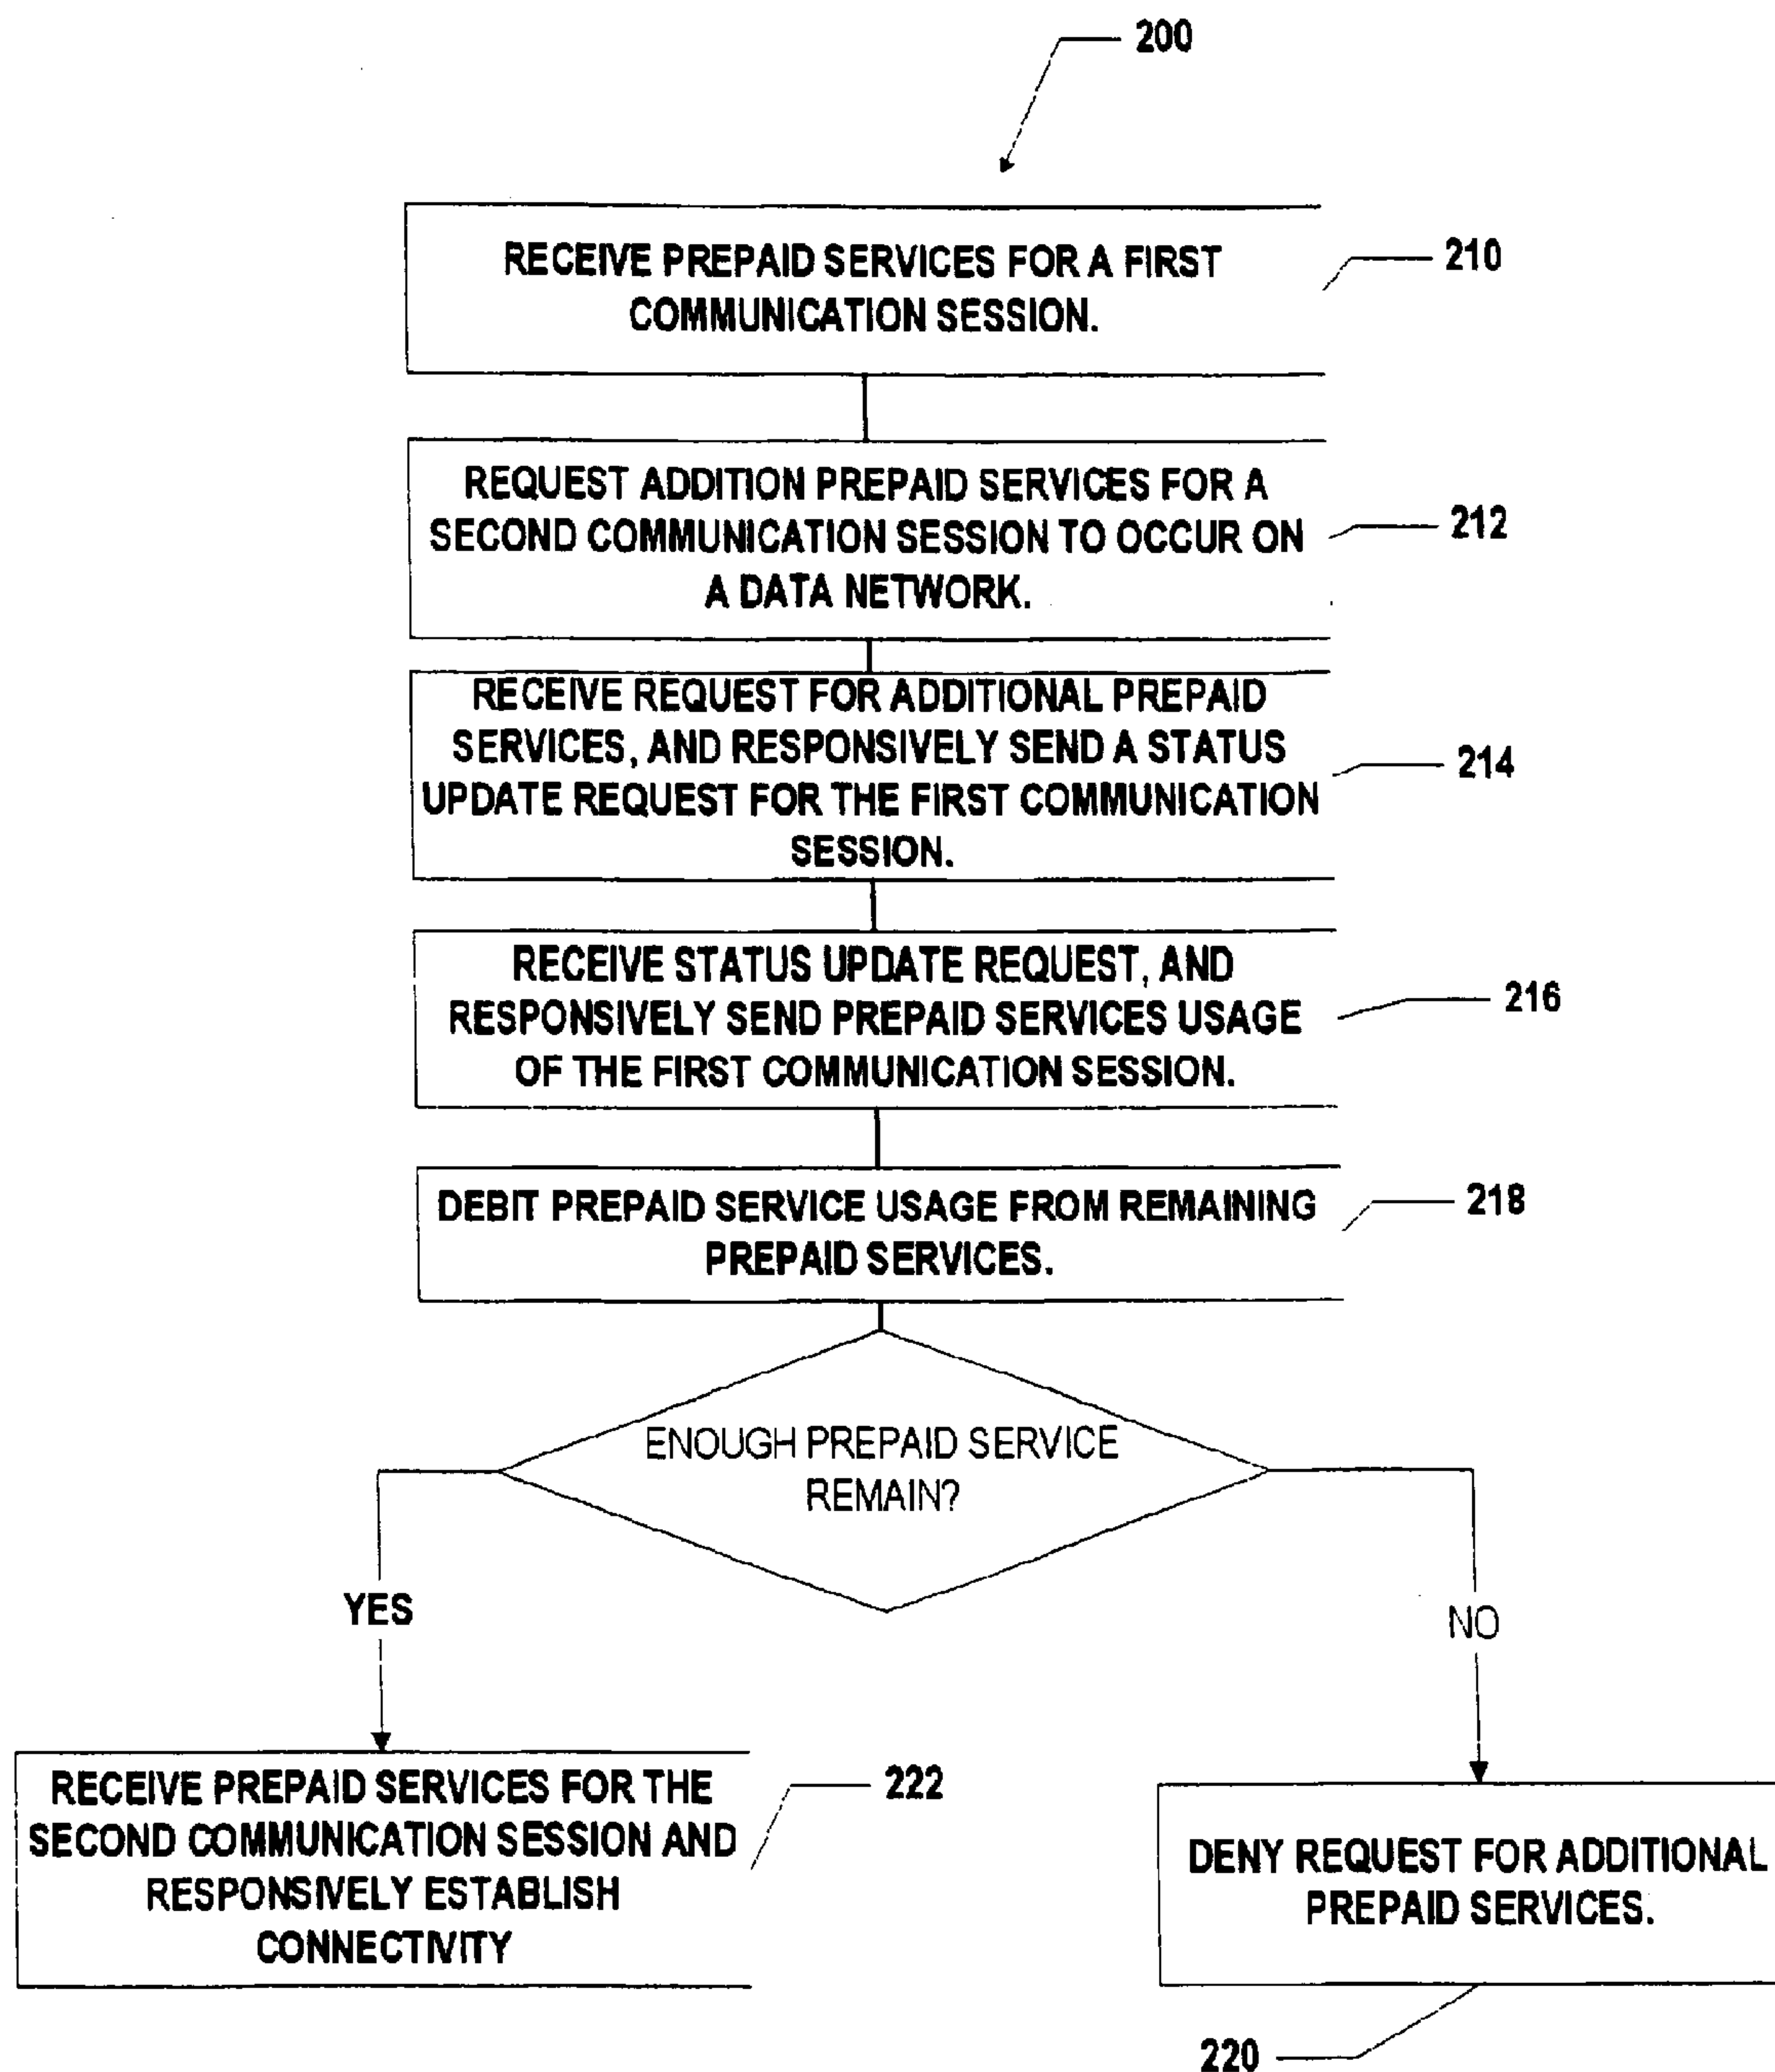 200
RECEIVE PREPAID SERVICES FOR A FIRST
COMMUNICATION SESSION.
210
REQUEST ADDITION PREPAID SERVICES FOR A
SECOND COMMUNICATION SESSION TO OCCUR ON
A DATA NETWORK.
212
RECEIVE REQUEST FOR ADDITIONAL PREPAID
SERVICES, AND RESPONSIVELY SEND A STATUS
UPDATE REQUEST FOR THE FIRST COMMUNICATION
SESSION.
214
RECEIVE STATUS UPDATE REQUEST, AND
RESPONSIVELY SEND PREPAID SERVICES USAGE
OF THE FIRST COMMUNICATION SESSION.
216
DEBIT PREPAID SERVICE USAGE FROM REMAINING
PREPAID SERVICES.
218
ENOUGH PREPAID SERVICE
REMAIN?
YES
NO
RECEIVE PREPAID SERVICES FOR THE
SECOND COMMUNICATION SESSION AND
RESPONSIVELY ESTABLISH
CONNECTIVITY
222
DENY REQUEST FOR ADDITIONAL
PREPAID SERVICES.
220